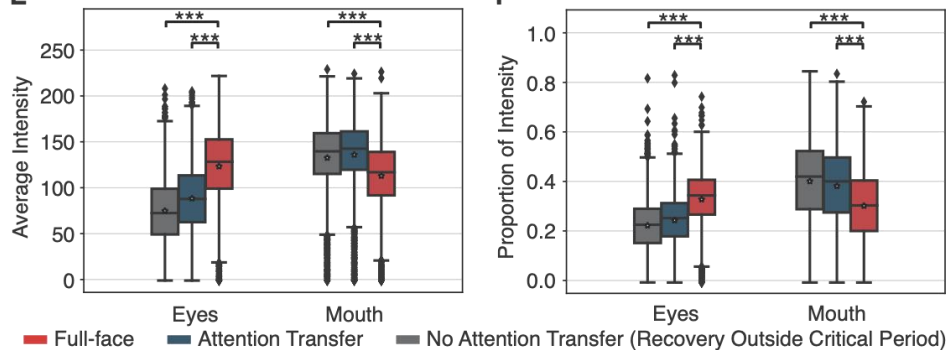 E
F
*** *** *** ***
*** *** *** ***
Average Intensity
250
200
150
100
50
0
Eyes Mouth
Proportion of Intensity
1.0
0.8
0.6
0.4
0.2
0.0
Eyes Mouth
Full-face Attention Transfer No Attention Transfer (Recovery Outside Critical Period)